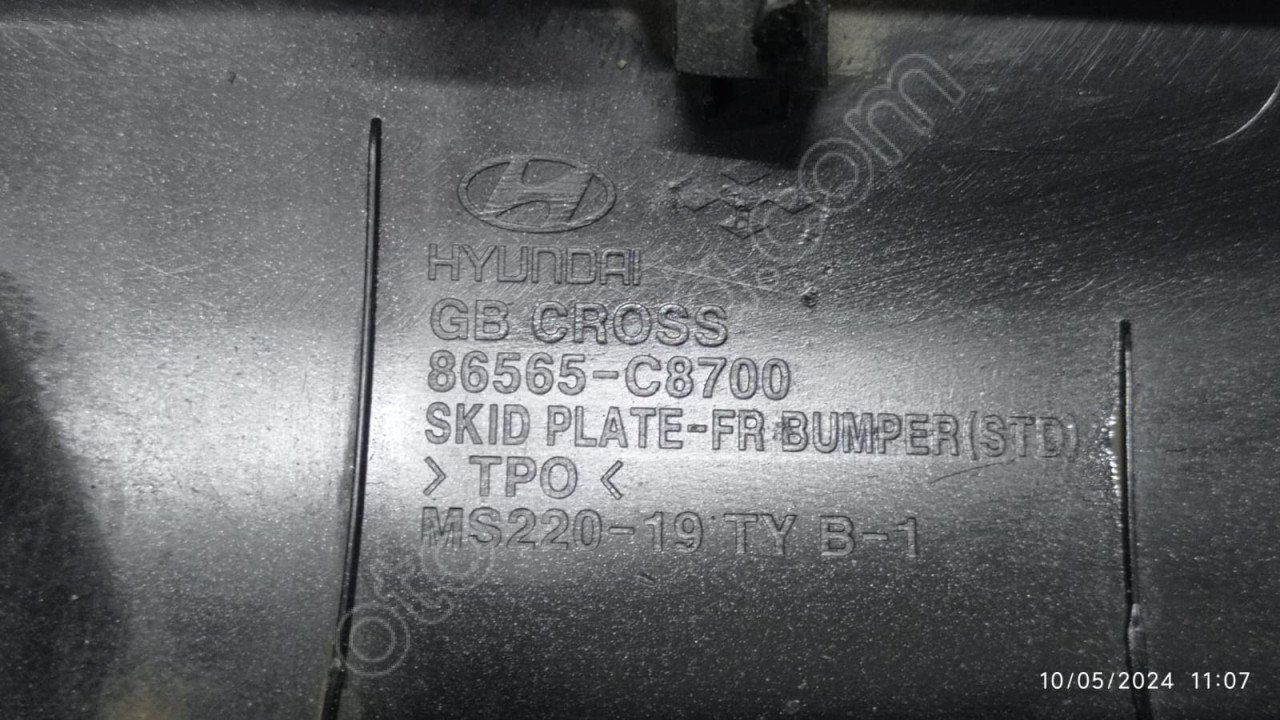 HYUNDAI
GB CROSS
86565-C8700
SKID PLATE-FR BUMPER(STD)
> TPO <
MS220-19 TY B-1
10/05/2024 11:07